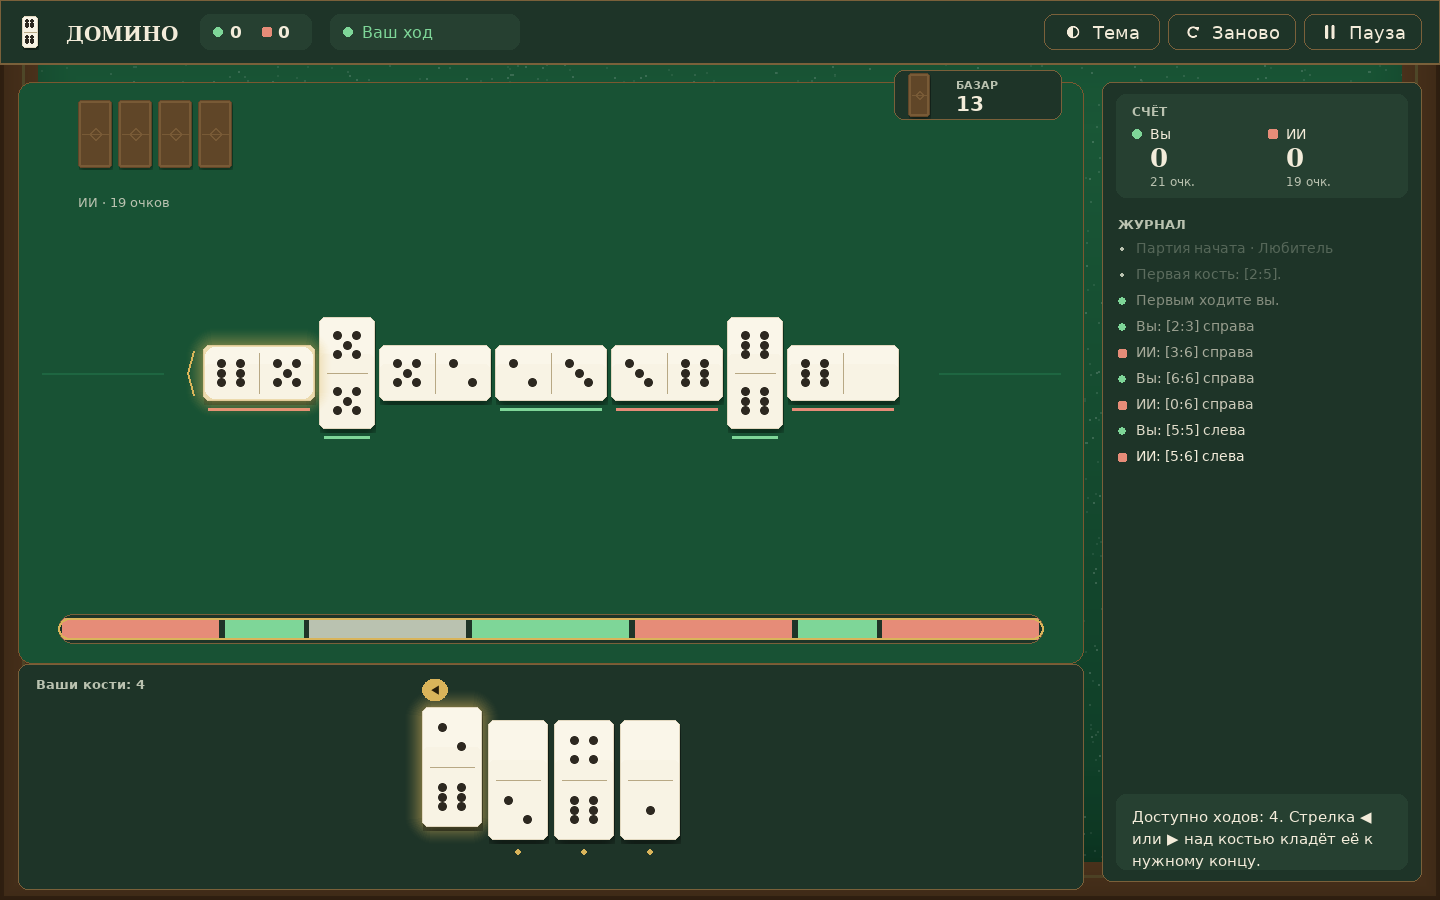 ДОМИНО
0 0
Ваш ход
Тема
Заново
Пауза
БАЗАР
13
ИИ · 19 очков
СЧЁТ
Вы ИИ
0 0
21 очк. 19 очк.
ЖУРНАЛ
Партия начата · Любитель
Первая кость: [2:5].
Первым ходите вы.
Вы: [2:3] справа
ИИ: [3:6] справа
Вы: [6:6] справа
ИИ: [0:6] справа
Вы: [5:5] слева
ИИ: [5:6] слева
Ваши кости: 4
Доступно ходов: 4. Стрелка ◀
или ▶ над костью кладёт её к
нужному концу.